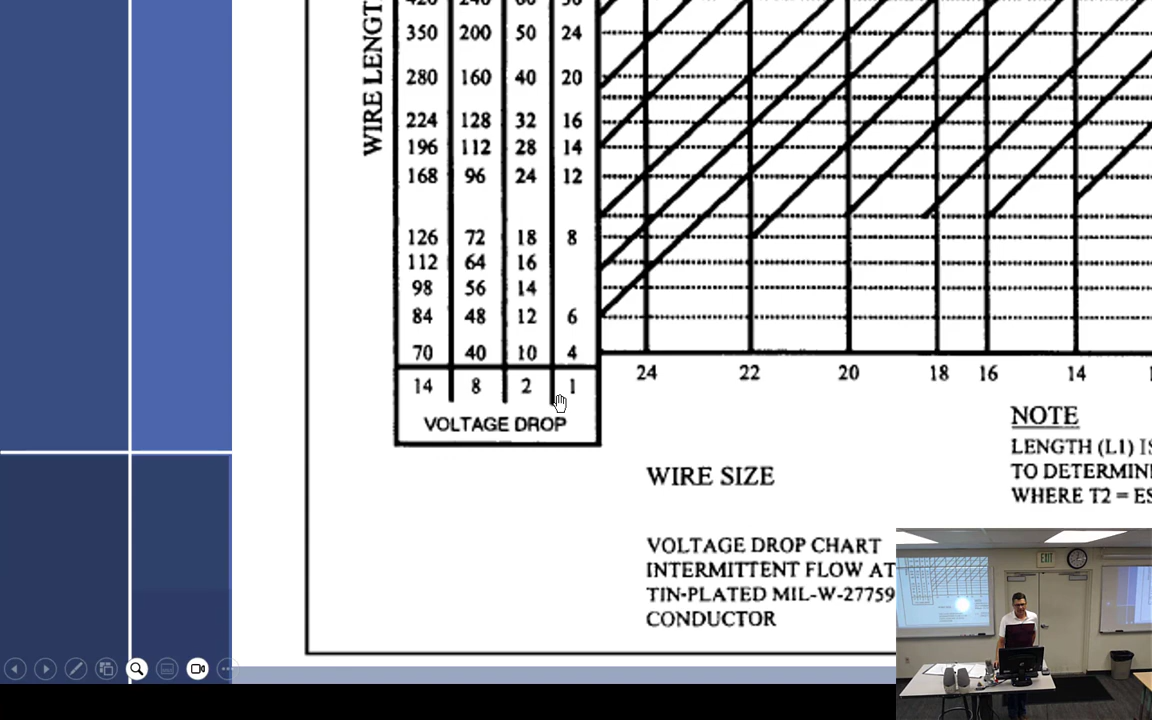 WIRE LENGT
350 200 50 24
280 160 40 20
224 128 32 16
196 112 28 14
168 96 24 12
126 72 18 8
112 64 16
98 56 14
84 48 12 6
70 40 10 4
14 8 2 1
VOLTAGE DROP
24 22 20 18 16 14
WIRE SIZE
NOTE
LENGTH (L1) IS
TO DETERMIN
WHERE T2 = ES
VOLTAGE DROP CHART
INTERMITTENT FLOW AT
TIN-PLATED MIL-W-27759
CONDUCTOR
EXIT